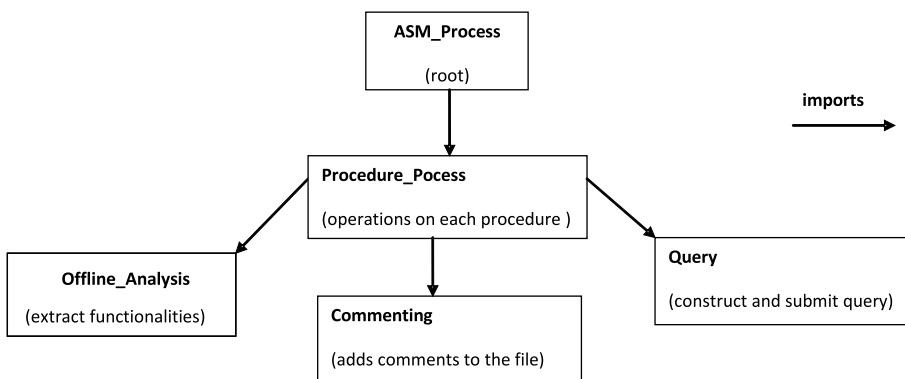 ASM_Process
(root)
imports
Procedure_Pocess
(operations on each procedure )
Offline_Analysis
(extract functionalities)
Commenting
(adds comments to the file)
Query
(construct and submit query)